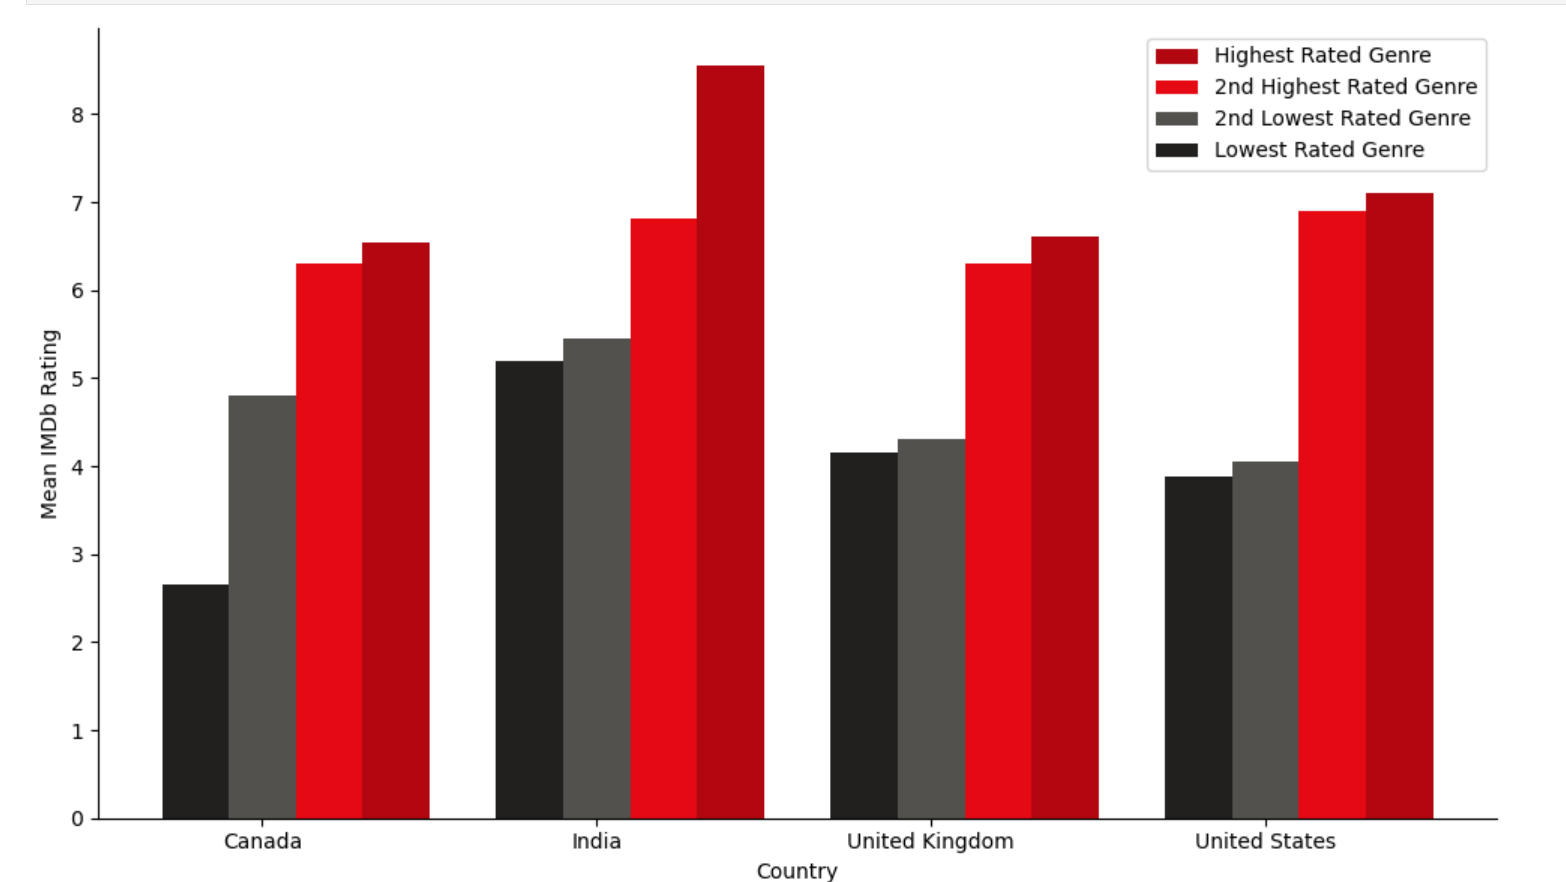 Highest Rated Genre
2nd Highest Rated Genre
2nd Lowest Rated Genre
Lowest Rated Genre
8
7
6
5
4
3
2
1
0
Mean IMDb Rating
Canada
India
United Kingdom
United States
Country